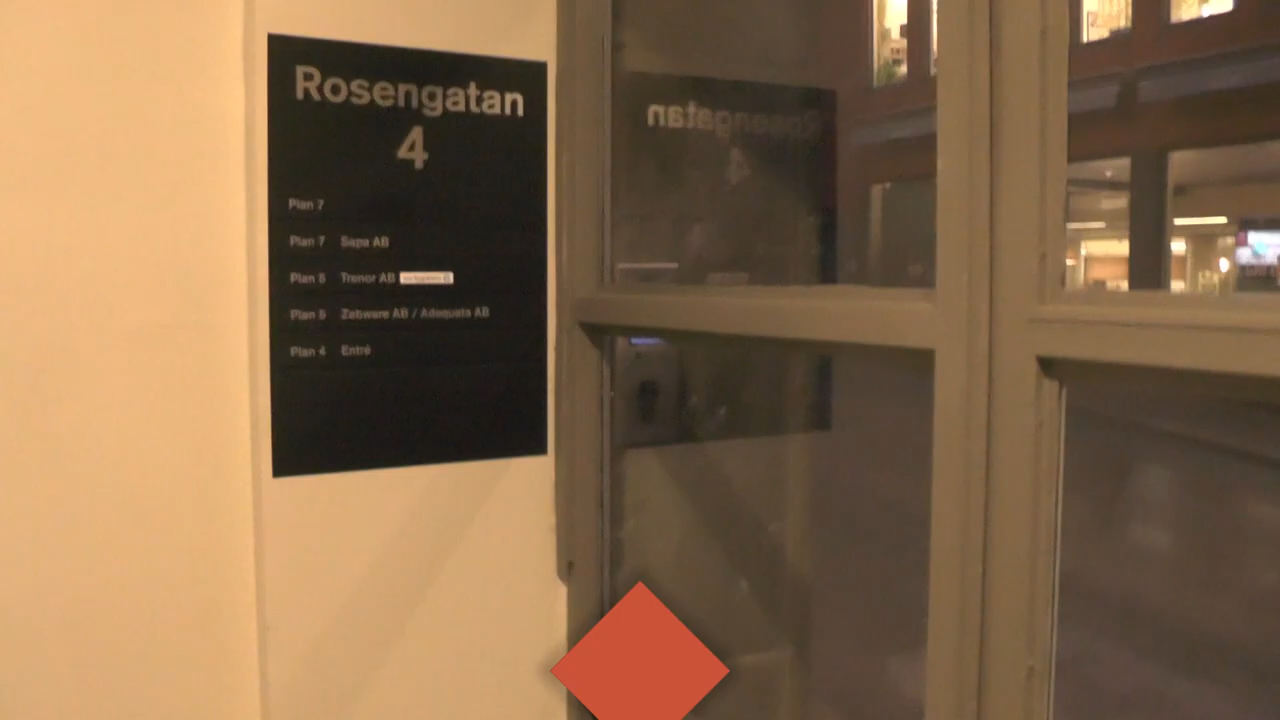 Rosengatan
4
Plan 7
Plan 7 Sapa AB
Plan 5 Trenor AB
Plan 5 Zebware AB / Adequata AB
Plan 4 Entré